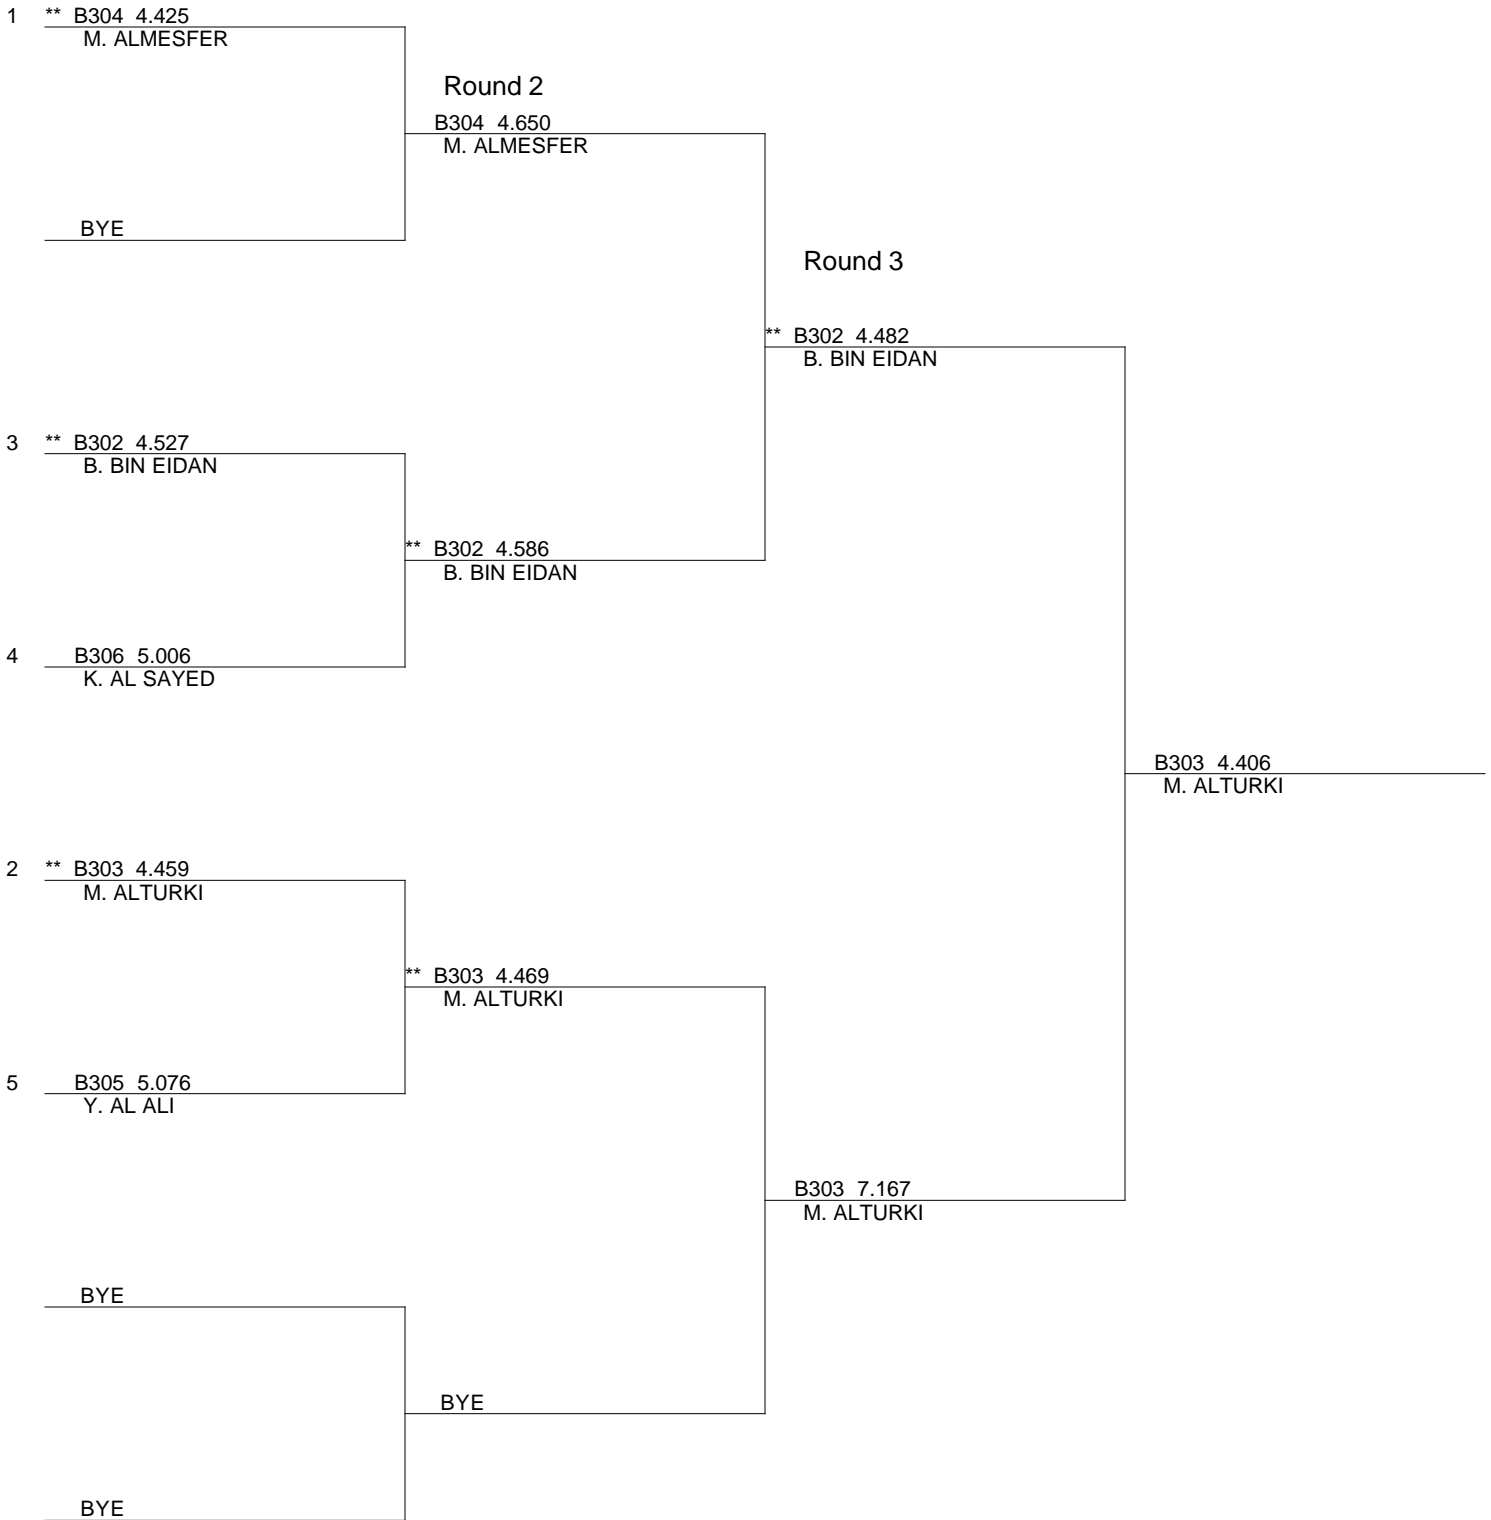 1 ** B304 4.425
M. ALMESFER
Round 2
B304 4.650
M. ALMESFER
BYE
Round 3
** B302 4.482
B. BIN EIDAN
3 ** B302 4.527
B. BIN EIDAN
** B302 4.586
B. BIN EIDAN
4 B306 5.006
K. AL SAYED
B303 4.406
M. ALTURKI
2 ** B303 4.459
M. ALTURKI
** B303 4.469
M. ALTURKI
5 B305 5.076
Y. AL ALI
B303 7.167
M. ALTURKI
BYE
BYE
BYE